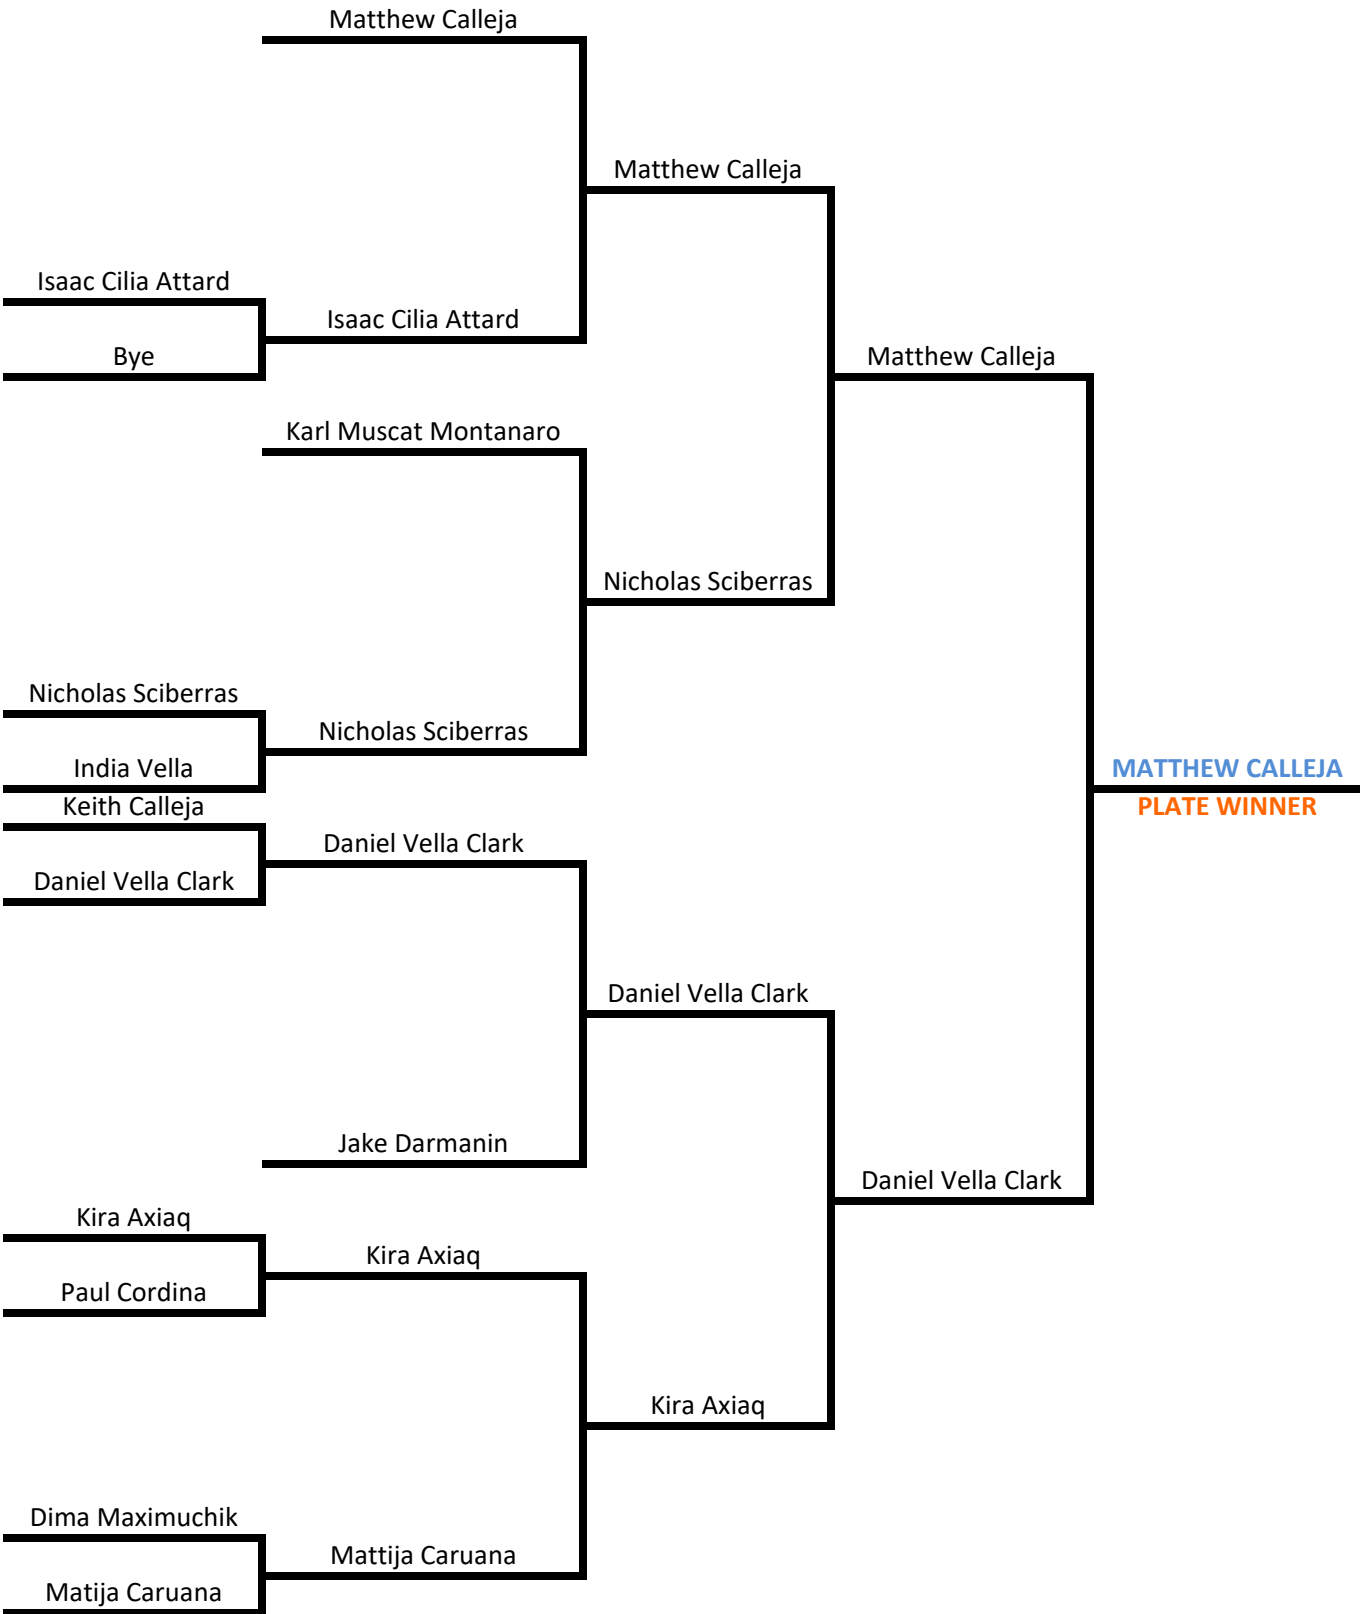 Matthew Calleja
Matthew Calleja
Isaac Cilia Attard
Isaac Cilia Attard
Bye
Matthew Calleja
Karl Muscat Montanaro
Nicholas Sciberras
Nicholas Sciberras
Nicholas Sciberras
India Vella
MATTHEW CALLEJA
Keith Calleja
PLATE WINNER
Daniel Vella Clark
Daniel Vella Clark
Daniel Vella Clark
Jake Darmanin
Daniel Vella Clark
Kira Axiaq
Kira Axiaq
Paul Cordina
Kira Axiaq
Dima Maximuchik
Mattija Caruana
Matija Caruana